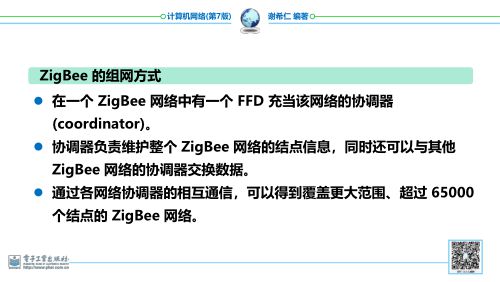 计算机网络(第7版) 谢希仁 编著
ZigBee 的组网方式
在一个 ZigBee 网络中有一个 FFD 充当该网络的协调器
(coordinator)。
协调器负责维护整个 ZigBee 网络的结点信息，同时还可以与其他
ZigBee 网络的协调器交换数据。
通过各网络协调器的相互通信，可以得到覆盖更大范围、超过 65000
个结点的 ZigBee 网络。
电子工业出版社
http://www.phei.com.cn